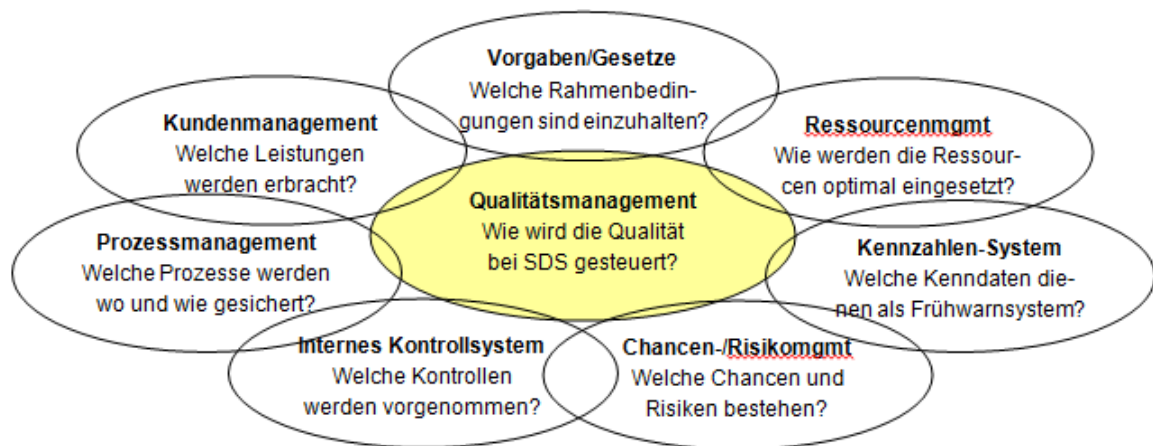 Vorgaben/Gesetze
Welche Rahmenbedin-
gungen sind einzuhalten?
Kundenmanagement
Welche Leistungen
werden erbracht?
Ressourcenmgmt
Wie werden die Ressour-
cen optimal eingesetzt?
Qualitätsmanagement
Wie wird die Qualität
bei SDS gesteuert?
Prozessmanagement
Welche Prozesse werden
wo und wie gesichert?
Kennzahlen-System
Welche Kenndaten die-
nen als Frühwarnsystem?
Internes Kontrollsystem
Welche Kontrollen
werden vorgenommen?
Chancen-/Risikomgmt
Welche Chancen und
Risiken bestehen?